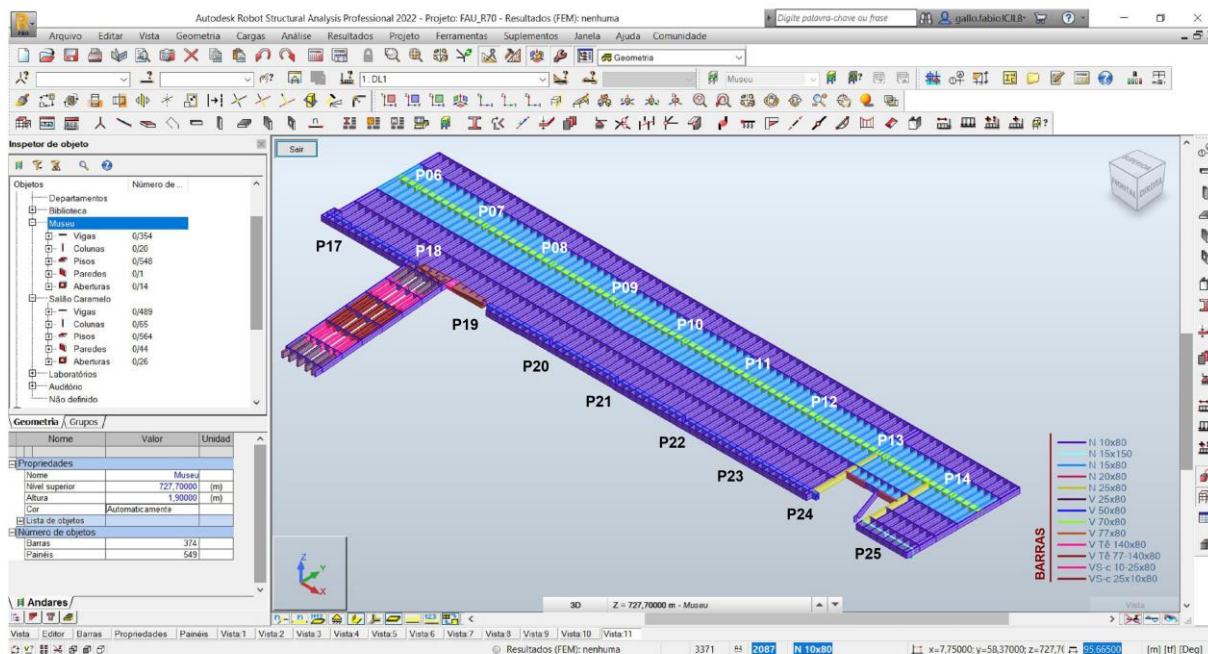 Autodesk Robot Structural Analysis Professional 2022 - Projeto: FAU_R70 - Resultados (FEM): nenhuma
Digite palavra-chave ou frase
gallo.fabioICJL8
PRO
Arquivo Editar Vista Geometria Cargas Análise Resultados Projeto Ferramentas Suplementos Janela Ajuda Comunidade
Geometria
1: DL1
Museu
Inspetor de objeto
Sair
Objetos Número de ...
Departamentos
Biblioteca
Museu
Vigas 0/354
Colunas 0/20
Pisos 0/548
Paredes 0/1
Aberturas 0/14
Salão Caramelo
Vigas 0/489
Colunas 0/65
Pisos 0/564
Paredes 0/44
Aberturas 0/26
Laboratórios
Auditório
Não definido
Geometria Grupos
Nome Valor Unidad
Propriedades
Nome Museu
Nível superior 727,70000 (m)
Altura 1,90000 (m)
Cor Automaticamente
Lista de objetos
Número de objetos
Barras 374
Painéis 549
Andares
SUPERIOR
FRONTAL DIREITA
P06
P07
P17
P18
P08
P09
P19
P10
P20
P11
P21
P12
P22
P13
P23
P14
P24
P25
BARRAS
N 10x80
N 15x150
N 15x80
N 20x80
N 25x80
V 25x80
V 50x80
V 70x80
V 77x80
V Tê 140x80
V Tê 77-140x80
VS-c 10-25x80
VS-c 25x10x80
Z
Y
X
3D Z = 727,70000 m - Museu
Vista
Vista Editor Barras Propriedades Painéis Vista:1 Vista:2 Vista:3 Vista:4 Vista:5 Vista:6 Vista:7 Vista:8 Vista:9 Vista:10 Vista:11
Resultados (FEM): nenhuma 3371 2087 N 10x80 x=7,75000; y=58,37000; z=727,7( 95.66500 [m] [tf] [Deg]